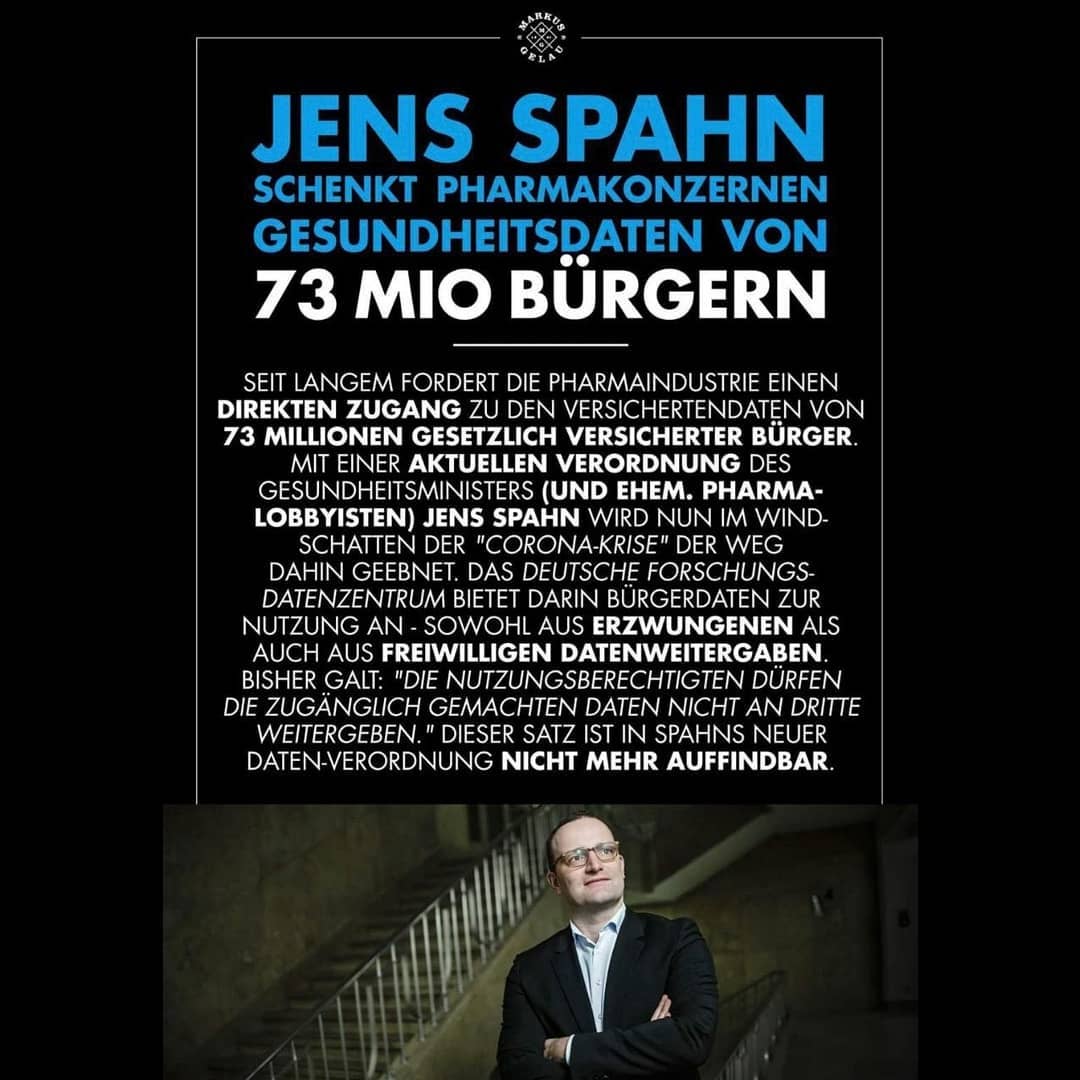 MARKUS
M
G
GELAU
JENS SPAHN
SCHENKT PHARMAKONZERNEN
GESUNDHEITSDATEN VON
73 MIO BÜRGERN
SEIT LANGEM FORDERT DIE PHARMAINDUSTRIE EINEN
DIREKTEN ZUGANG ZU DEN VERSICHERTENDATEN VON
73 MILLIONEN GESETZLICH VERSICHERTER BÜRGER.
MIT EINER AKTUELLEN VERORDNUNG DES
GESUNDHEITSMINISTERS (UND EHEM. PHARMA-
LOBBYISTEN) JENS SPAHN WIRD NUN IM WIND-
SCHATTEN DER "CORONA-KRISE" DER WEG
DAHIN GEEBNET. DAS DEUTSCHE FORSCHUNGS-
DATENZENTRUM BIETET DARIN BÜRGERDATEN ZUR
NUTZUNG AN - SOWOHL AUS ERZWUNGENEN ALS
AUCH AUS FREIWILLIGEN DATENWEITERGABEN.
BISHER GALT: "DIE NUTZUNGSBERECHTIGTEN DÜRFEN
DIE ZUGÄNGLICH GEMACHTEN DATEN NICHT AN DRITTE
WEITERGEBEN." DIESER SATZ IST IN SPAHNS NEUER
DATEN-VERORDNUNG NICHT MEHR AUFFINDBAR.